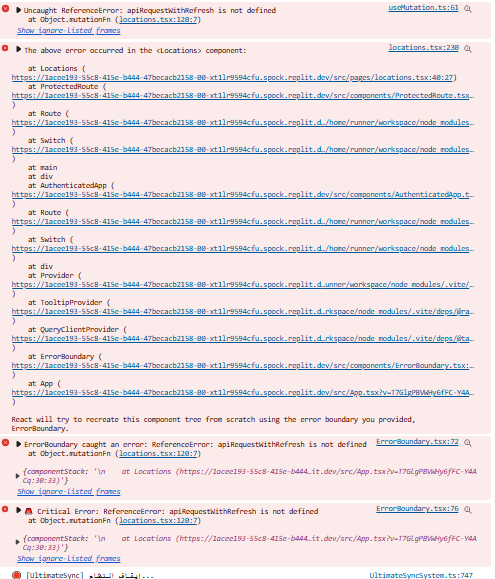 Uncaught ReferenceError: apiRequestWithRefresh is not defined useMutation.ts:61
at Object.mutationFn (locations.tsx:120:7)
Show ignore-listed frames
The above error occurred in the <Locations> component: locations.tsx:230
at Locations (
https://1acee193-55c8-415e-b444-47becacb2158-00-xt1lr9594cfu.spock.replit.dev/src/pages/locations.tsx:40:27)
at ProtectedRoute (
https://1acee193-55c8-415e-b444-47becacb2158-00-xt1lr9594cfu.spock.replit.dev/src/components/ProtectedRoute.tsx…
)
at Route (
https://1acee193-55c8-415e-b444-47becacb2158-00-xt1lr9594cfu.spock.replit.d…/home/runner/workspace/node_modules…
)
at Switch (
https://1acee193-55c8-415e-b444-47becacb2158-00-xt1lr9594cfu.spock.replit.d…/home/runner/workspace/node_modules…
)
at main
at div
at AuthenticatedApp (
https://1acee193-55c8-415e-b444-47becacb2158-00-xt1lr9594cfu.spock.replit.dev/src/components/AuthenticatedApp.t…
)
at Route (
https://1acee193-55c8-415e-b444-47becacb2158-00-xt1lr9594cfu.spock.replit.d…/home/runner/workspace/node_modules…
)
at Switch (
https://1acee193-55c8-415e-b444-47becacb2158-00-xt1lr9594cfu.spock.replit.d…/home/runner/workspace/node_modules…
)
at div
at Provider (
https://1acee193-55c8-415e-b444-47becacb2158-00-xt1lr9594cfu.spock.replit.d…unner/workspace/node_modules/.vite/…
)
at TooltipProvider (
https://1acee193-55c8-415e-b444-47becacb2158-00-xt1lr9594cfu.spock.replit.d…rkspace/node_modules/.vite/deps/@ra…
)
at QueryClientProvider (
https://1acee193-55c8-415e-b444-47becacb2158-00-xt1lr9594cfu.spock.replit.d…rkspace/node_modules/.vite/deps/@ta…
)
at ErrorBoundary (
https://1acee193-55c8-415e-b444-47becacb2158-00-xt1lr9594cfu.spock.replit.dev/src/components/ErrorBoundary.tsx:…
)
at App (
https://1acee193-55c8-415e-b444-47becacb2158-00-xt1lr9594cfu.spock.replit.dev/src/App.tsx?v=T7GlgPBVWHy6fFC-Y4A…
)
React will try to recreate this component tree from scratch using the error boundary you provided,
ErrorBoundary.
ErrorBoundary caught an error: ReferenceError: apiRequestWithRefresh is not defined ErrorBoundary.tsx:72
at Object.mutationFn (locations.tsx:120:7)
{componentStack: '\n    at Locations (https://1acee193-55c8-415e-b444…it.dev/src/App.tsx?v=T7GlgPBVWHy6fFC-Y4A
Cq:30:33)'}
Show ignore-listed frames
Critical Error: ReferenceError: apiRequestWithRefresh is not defined ErrorBoundary.tsx:76
at Object.mutationFn (locations.tsx:120:7)
{componentStack: '\n    at Locations (https://1acee193-55c8-415e-b444…it.dev/src/App.tsx?v=T7GlgPBVWHy6fFC-Y4A
Cq:30:33)'}
Show ignore-listed frames
[UltimateSync] إيقاف النظام... UltimateSyncSystem.ts:747